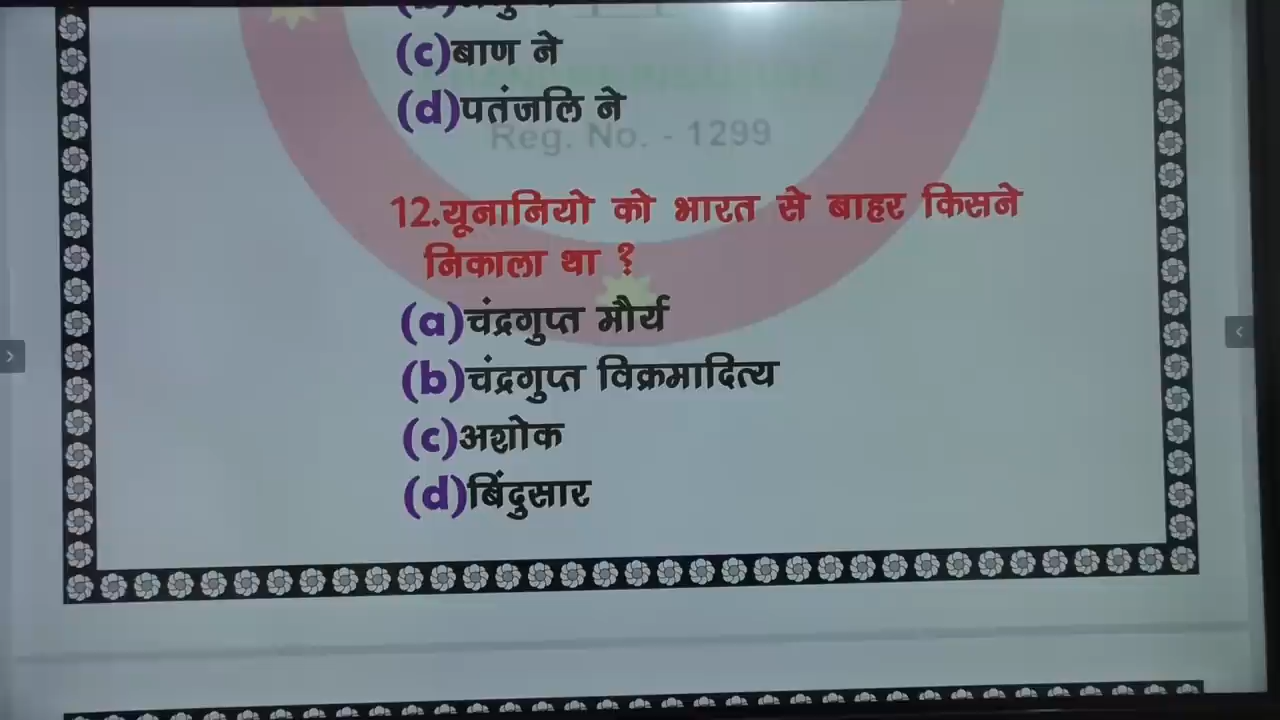 (c)बाण ने
(d)पतंजलि ने
Reg. No. - 1299
12.यूनानियो को भारत से बाहर किसने
निकाला था ?
(a)चंद्रगुप्त मौर्य
(b)चंद्रगुप्त विक्रमादित्य
(c)अशोक
(d)बिंदुसार